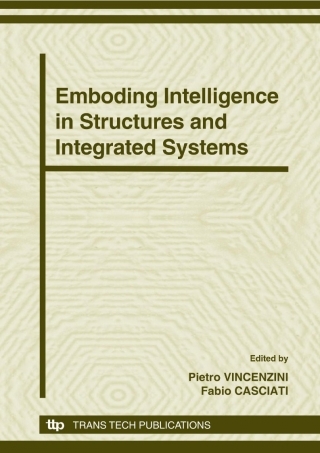 Emboding Intelligence
in Structures and
Integrated Systems
Edited by
Pietro VINCENZINI
Fabio CASCIATI
ttp TRANS TECH PUBLICATIONS